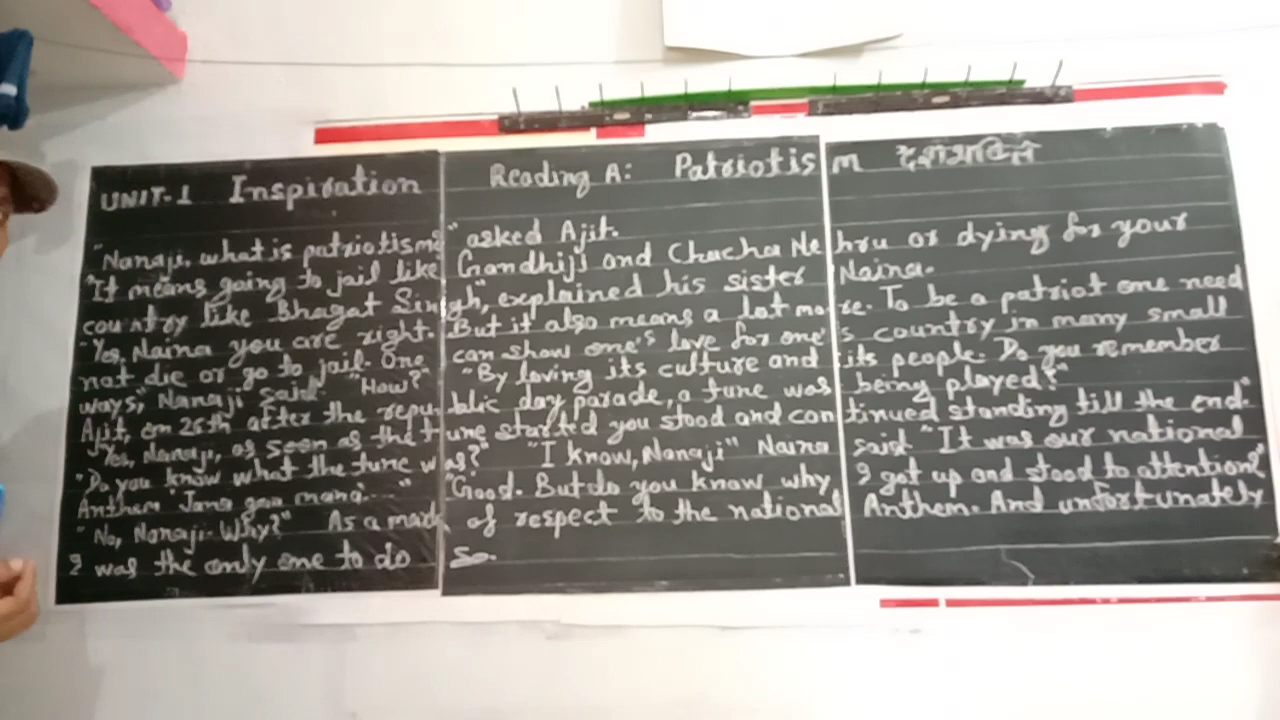 UNIT-1 Inspiration Reading A: Patriotism देशभक्ति
"Nanaji, what is patriotism?" asked Ajit.
"It means going to jail like Gandhiji and Chacha Nehru or dying for your
country like Bhagat Singh", explained his sister Naina.
"Yes, Naina you are right. But it also means a lot more. To be a patriot one need
not die or go to jail. One can show one's love for one's country in many small
ways," Nanaji said. "How?" "By loving its culture and its people. Do you remember
Ajit, on 26th after the republic day parade, a tune was being played?"
"Yes, Nanaji, as soon as the tune started you stood and continued standing till the end."
"Do you know what the tune was?" "I know, Nanaji" Naina said. "It was our national
Anthem 'Jana gana mana'...." "Good. But do you know why I got up and stood to attention?"
"No, Nanaji. Why?" As a mark of respect to the national Anthem. And unfortunately
I was the only one to do so.